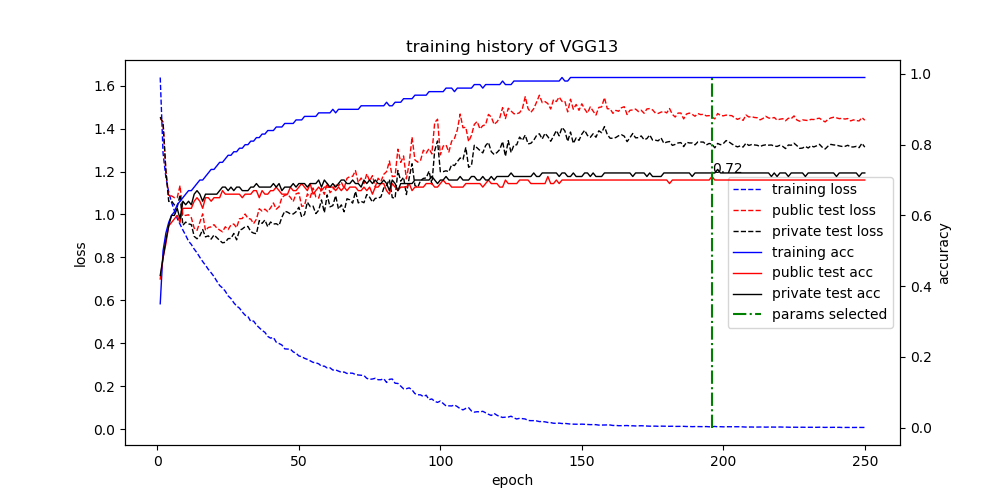 training history of VGG13
loss
1.6
1.4
1.2
1.0
0.8
0.6
0.4
0.2
0.0
1.0
0.8
0.6
0.4
0.2
0.0
accuracy
0.72
training loss
public test loss
private test loss
training acc
public test acc
private test acc
params selected
0 50 100 150 200 250
epoch